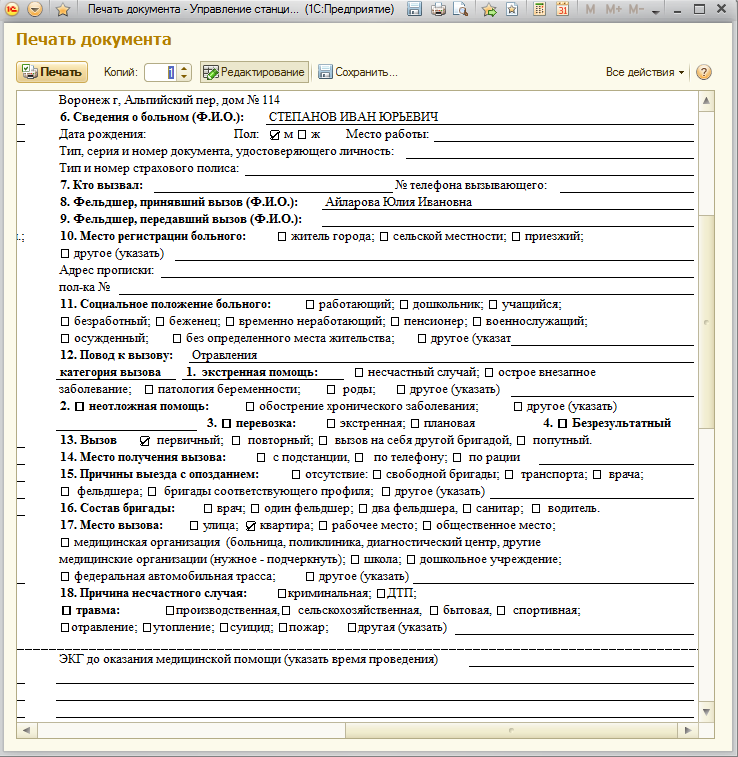 Печать документа - Управление станци... (1С:Предприятие)
M M+ M-
Печать документа
Печать Копий: 1 Редактирование Сохранить... Все действия ?
Воронеж г, Альпийский пер, дом № 114
6. Сведения о больном (Ф.И.О.): СТЕПАНОВ ИВАН ЮРЬЕВИЧ
Дата рождения: Пол: м ж Место работы:
Тип, серия и номер документа, удостоверяющего личность:
Тип и номер страхового полиса:
7. Кто вызвал: № телефона вызывающего:
8. Фельдшер, принявший вызов (Ф.И.О.): Айларова Юлия Ивановна
9. Фельдшер, передавший вызов (Ф.И.О.):
10. Место регистрации больного: житель города; сельской местности; приезжий;
другое (указать)
Адрес прописки:
пол-ка №
11. Социальное положение больного: работающий; дошкольник; учащийся;
безработный; беженец; временно неработающий; пенсионер; военнослужащий;
осужденный; без определенного места жительства; другое (указат
12. Повод к вызову: Отравления
категория вызова 1. экстренная помощь: несчастный случай; острое внезапное
заболевание; патология беременности; роды; другое (указать)
2. неотложная помощь: обострение хронического заболевания; другое (указать)
3. перевозка: экстренная; плановая 4. Безрезультатный
13. Вызов первичный; повторный; вызов на себя другой бригадой, попутный.
14. Место получения вызова: с подстанции, по телефону; по рации
15. Причины выезда с опозданием: отсутствие: свободной бригады; транспорта; врача;
фельдшера; бригады соответствующего профиля; другое (указать)
16. Состав бригады: врач; один фельдшер; два фельдшера, санитар; водитель.
17. Место вызова: улица; квартира; рабочее место; общественное место;
медицинская организация (больница, поликлиника, диагностический центр, другие
медицинские организации (нужное - подчеркнуть); школа; дошкольное учреждение;
федеральная автомобильная трасса; другое (указать)
18. Причина несчастного случая: криминальная; ДТП;
травма: производственная, сельскохозяйственная, бытовая, спортивная;
отравление; утопление; суицид; пожар; другая (указать)
ЭКГ до оказания медицинской помощи (указать время проведения)